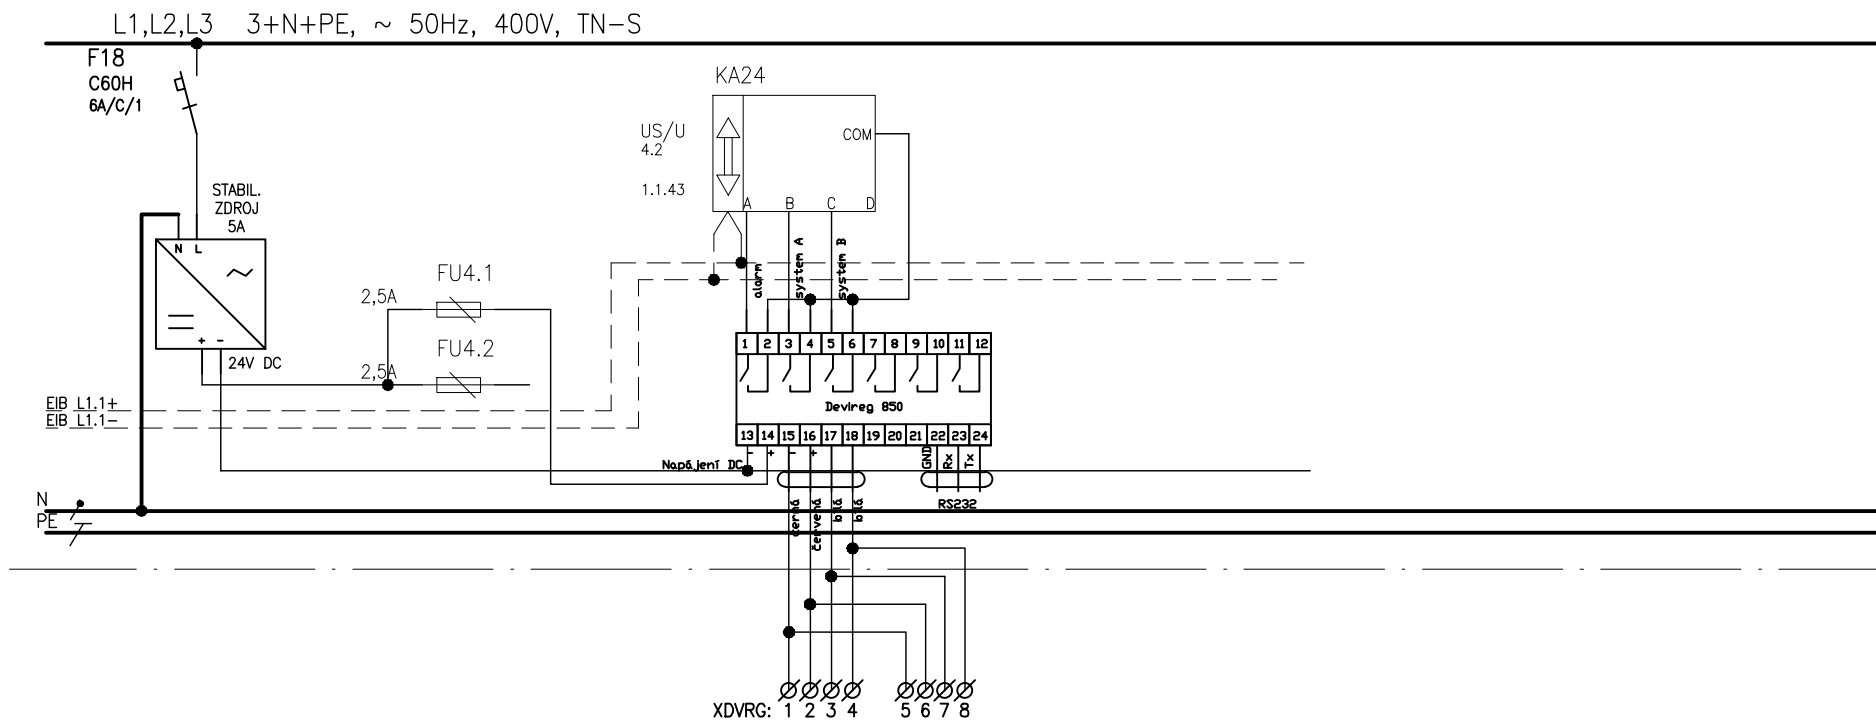 L1,L2,L3 3+N+PE, ~ 50Hz, 400V, TN-S
F18
C60H
6A/C/1
KA24
US/U
4.2
1.1.43
COM
A B C D
STABIL.
ZDROJ
5A
N L
+ -
24V DC
FU4.1
2,5A
FU4.2
2,5A
alarm
systém A
systém B
1 2 3 4 5 6 7 8 9 10 11 12
Devireg 850
13 14 15 16 17 18 19 20 21 22 23 24
EIB L1.1+
EIB L1.1-
- + - +
Napájení DC
GND
Rx
Tx
RS232
černá
červená
bílá
bílá
N
PE
XDVRG: 1 2 3 4 5 6 7 8